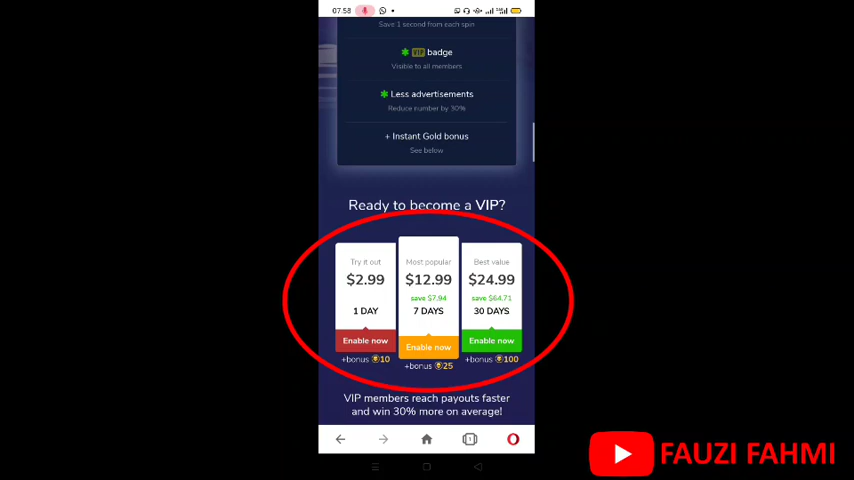 07.58
Save 1 second from each spin
VIP badge
Visible to all members
Less advertisements
Reduce number by 30%
+ Instant Gold bonus
See below
Ready to become a VIP?
Try it out
$2.99
1 DAY
Enable now
+bonus 10
Most popular
$12.99
save $7.94
7 DAYS
Enable now
+bonus 25
Best value
$24.99
save $64.71
30 DAYS
Enable now
+bonus 100
VIP members reach payouts faster
and win 30% more on average!
1
FAUZI FAHMI